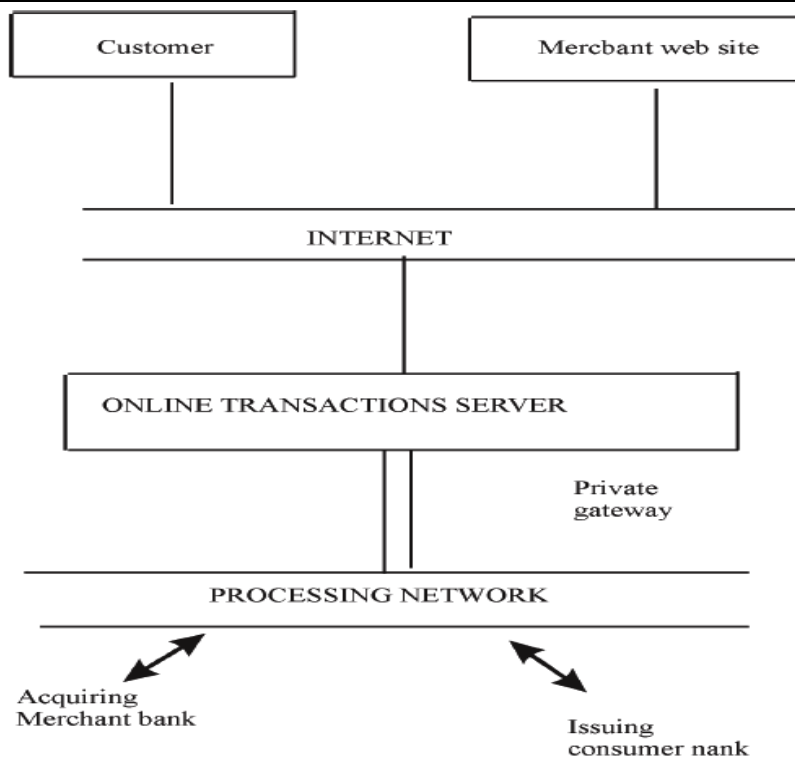 Customer
Mercbant web site
INTERNET
ONLINE TRANSACTIONS SERVER
Private
gateway
PROCESSING NETWORK
Acquiring
Merchant bank
Issuing
consumer nank